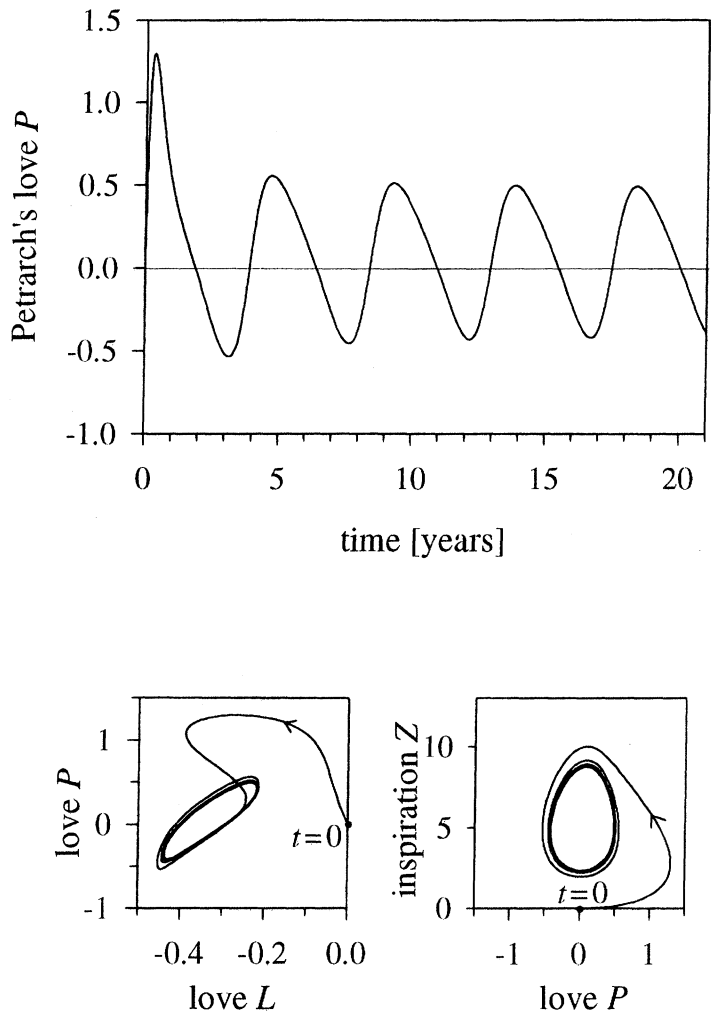 1.5
1.0
0.5
0.0
-0.5
-1.0
Petrarch's love P
0 5 10 15 20
time [years]
1
0
-1
love P
t=0
-0.4 -0.2 0.0
love L
10
5
0
inspiration Z
t=0
-1 0 1
love P